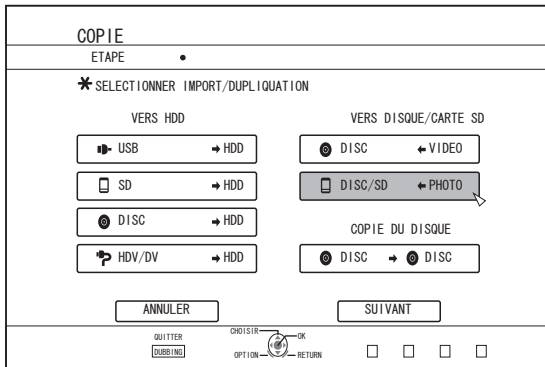 COPIE
ETAPE
SELECTIONNER IMPORT/DUPLIQUATION
VERS HDD
USB → HDD
SD → HDD
DISC → HDD
HDV/DV → HDD
VERS DISQUE/CARTE SD
DISC ← VIDEO
DISC/SD ← PHOTO
COPIE DU DISQUE
DISC → DISC
ANNULER
SUIVANT
QUITTER
DUBBING
CHOISIR
OK
OPTION
RETURN